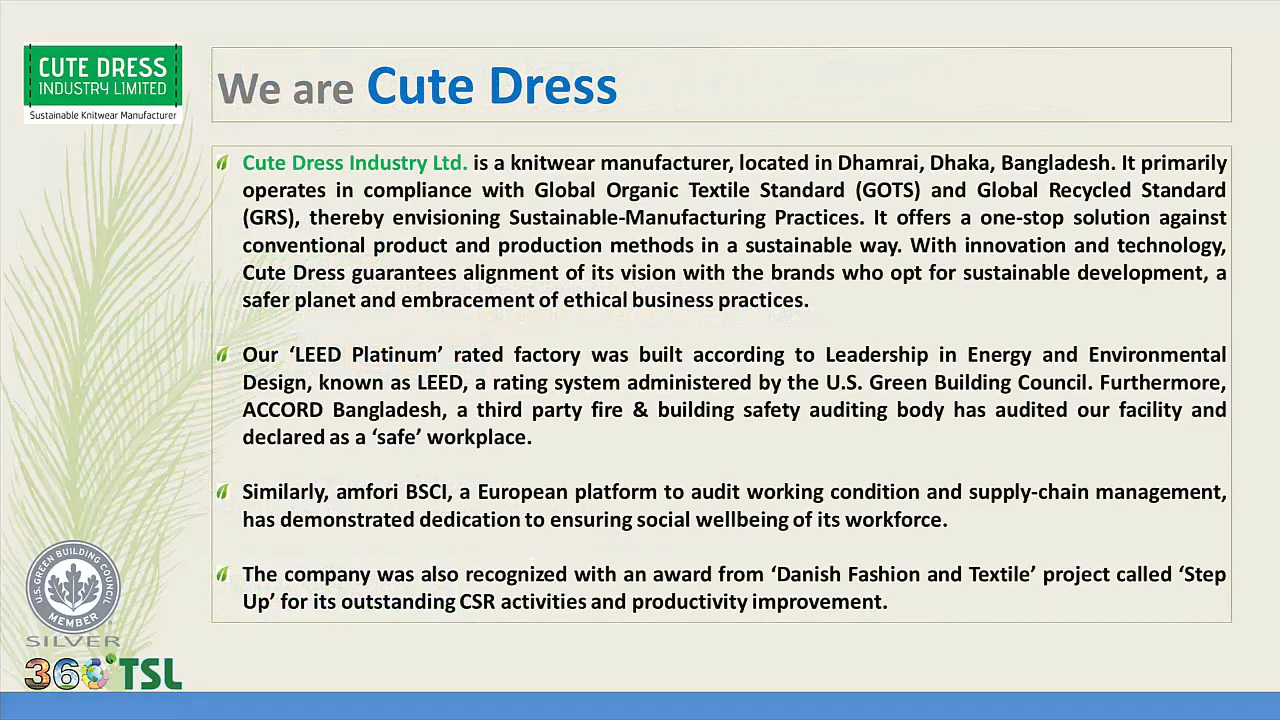 CUTE DRESS
INDUSTRY LIMITED
Sustainable Knitwear Manufacturer
We are Cute Dress
Cute Dress Industry Ltd. is a knitwear manufacturer, located in Dhamrai, Dhaka, Bangladesh. It primarily
operates in compliance with Global Organic Textile Standard (GOTS) and Global Recycled Standard
(GRS), thereby envisioning Sustainable-Manufacturing Practices. It offers a one-stop solution against
conventional product and production methods in a sustainable way. With innovation and technology,
Cute Dress guarantees alignment of its vision with the brands who opt for sustainable development, a
safer planet and embracement of ethical business practices.
Our ‘LEED Platinum’ rated factory was built according to Leadership in Energy and Environmental
Design, known as LEED, a rating system administered by the U.S. Green Building Council. Furthermore,
ACCORD Bangladesh, a third party fire & building safety auditing body has audited our facility and
declared as a ‘safe’ workplace.
Similarly, amfori BSCI, a European platform to audit working condition and supply-chain management,
has demonstrated dedication to ensuring social wellbeing of its workforce.
The company was also recognized with an award from ‘Danish Fashion and Textile’ project called ‘Step
Up’ for its outstanding CSR activities and productivity improvement.
U.S. GREEN BUILDING COUNCIL
MEMBER
SILVER
360 TSL